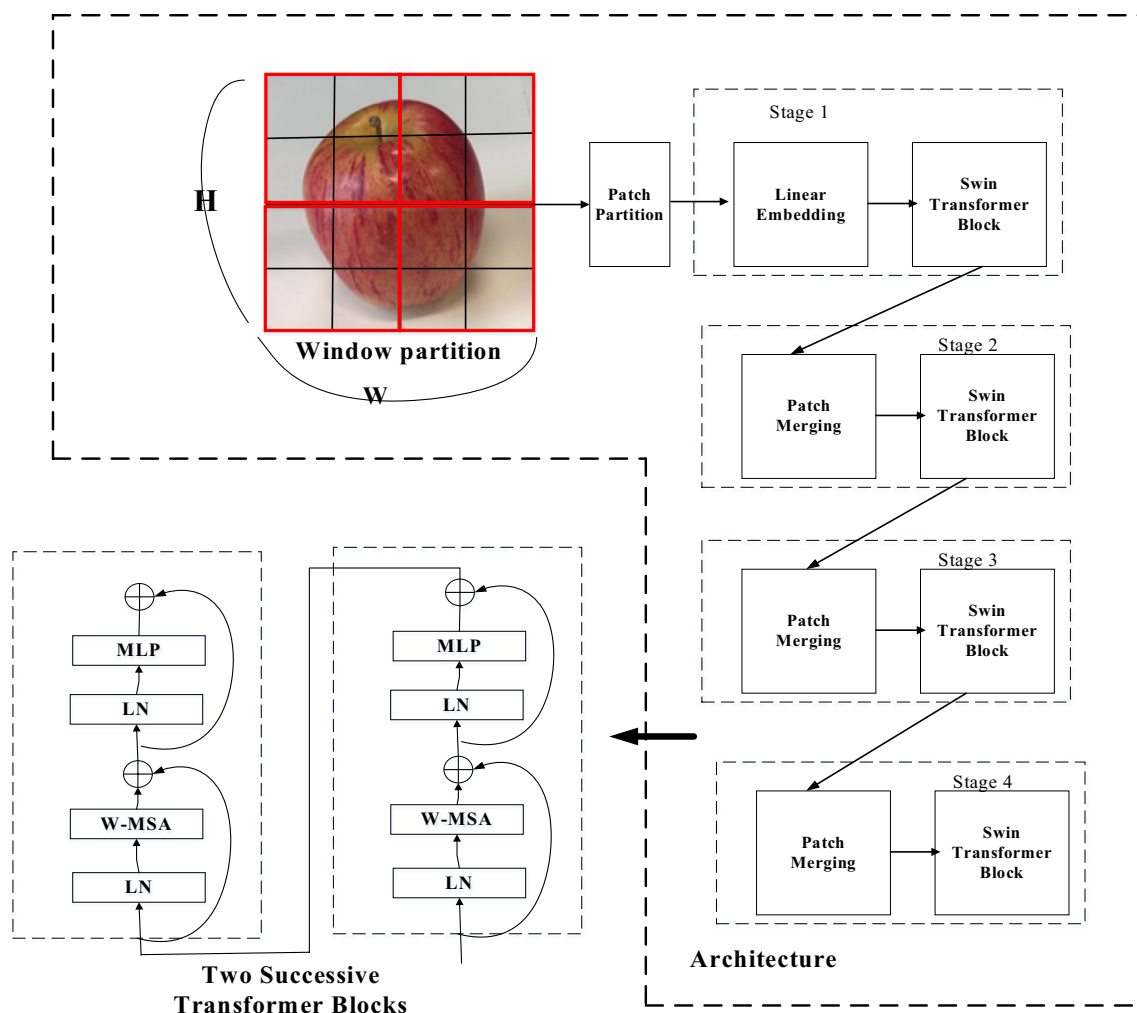 H
Window partition
W
Patch
Partition
Stage 1
Linear
Embedding
Swin
Transformer
Block
Stage 2
Patch
Merging
Swin
Transformer
Block
Stage 3
Patch
Merging
Swin
Transformer
Block
Stage 4
Patch
Merging
Swin
Transformer
Block
Architecture
MLP
LN
W-MSA
LN
MLP
LN
W-MSA
LN
Two Successive
Transformer Blocks